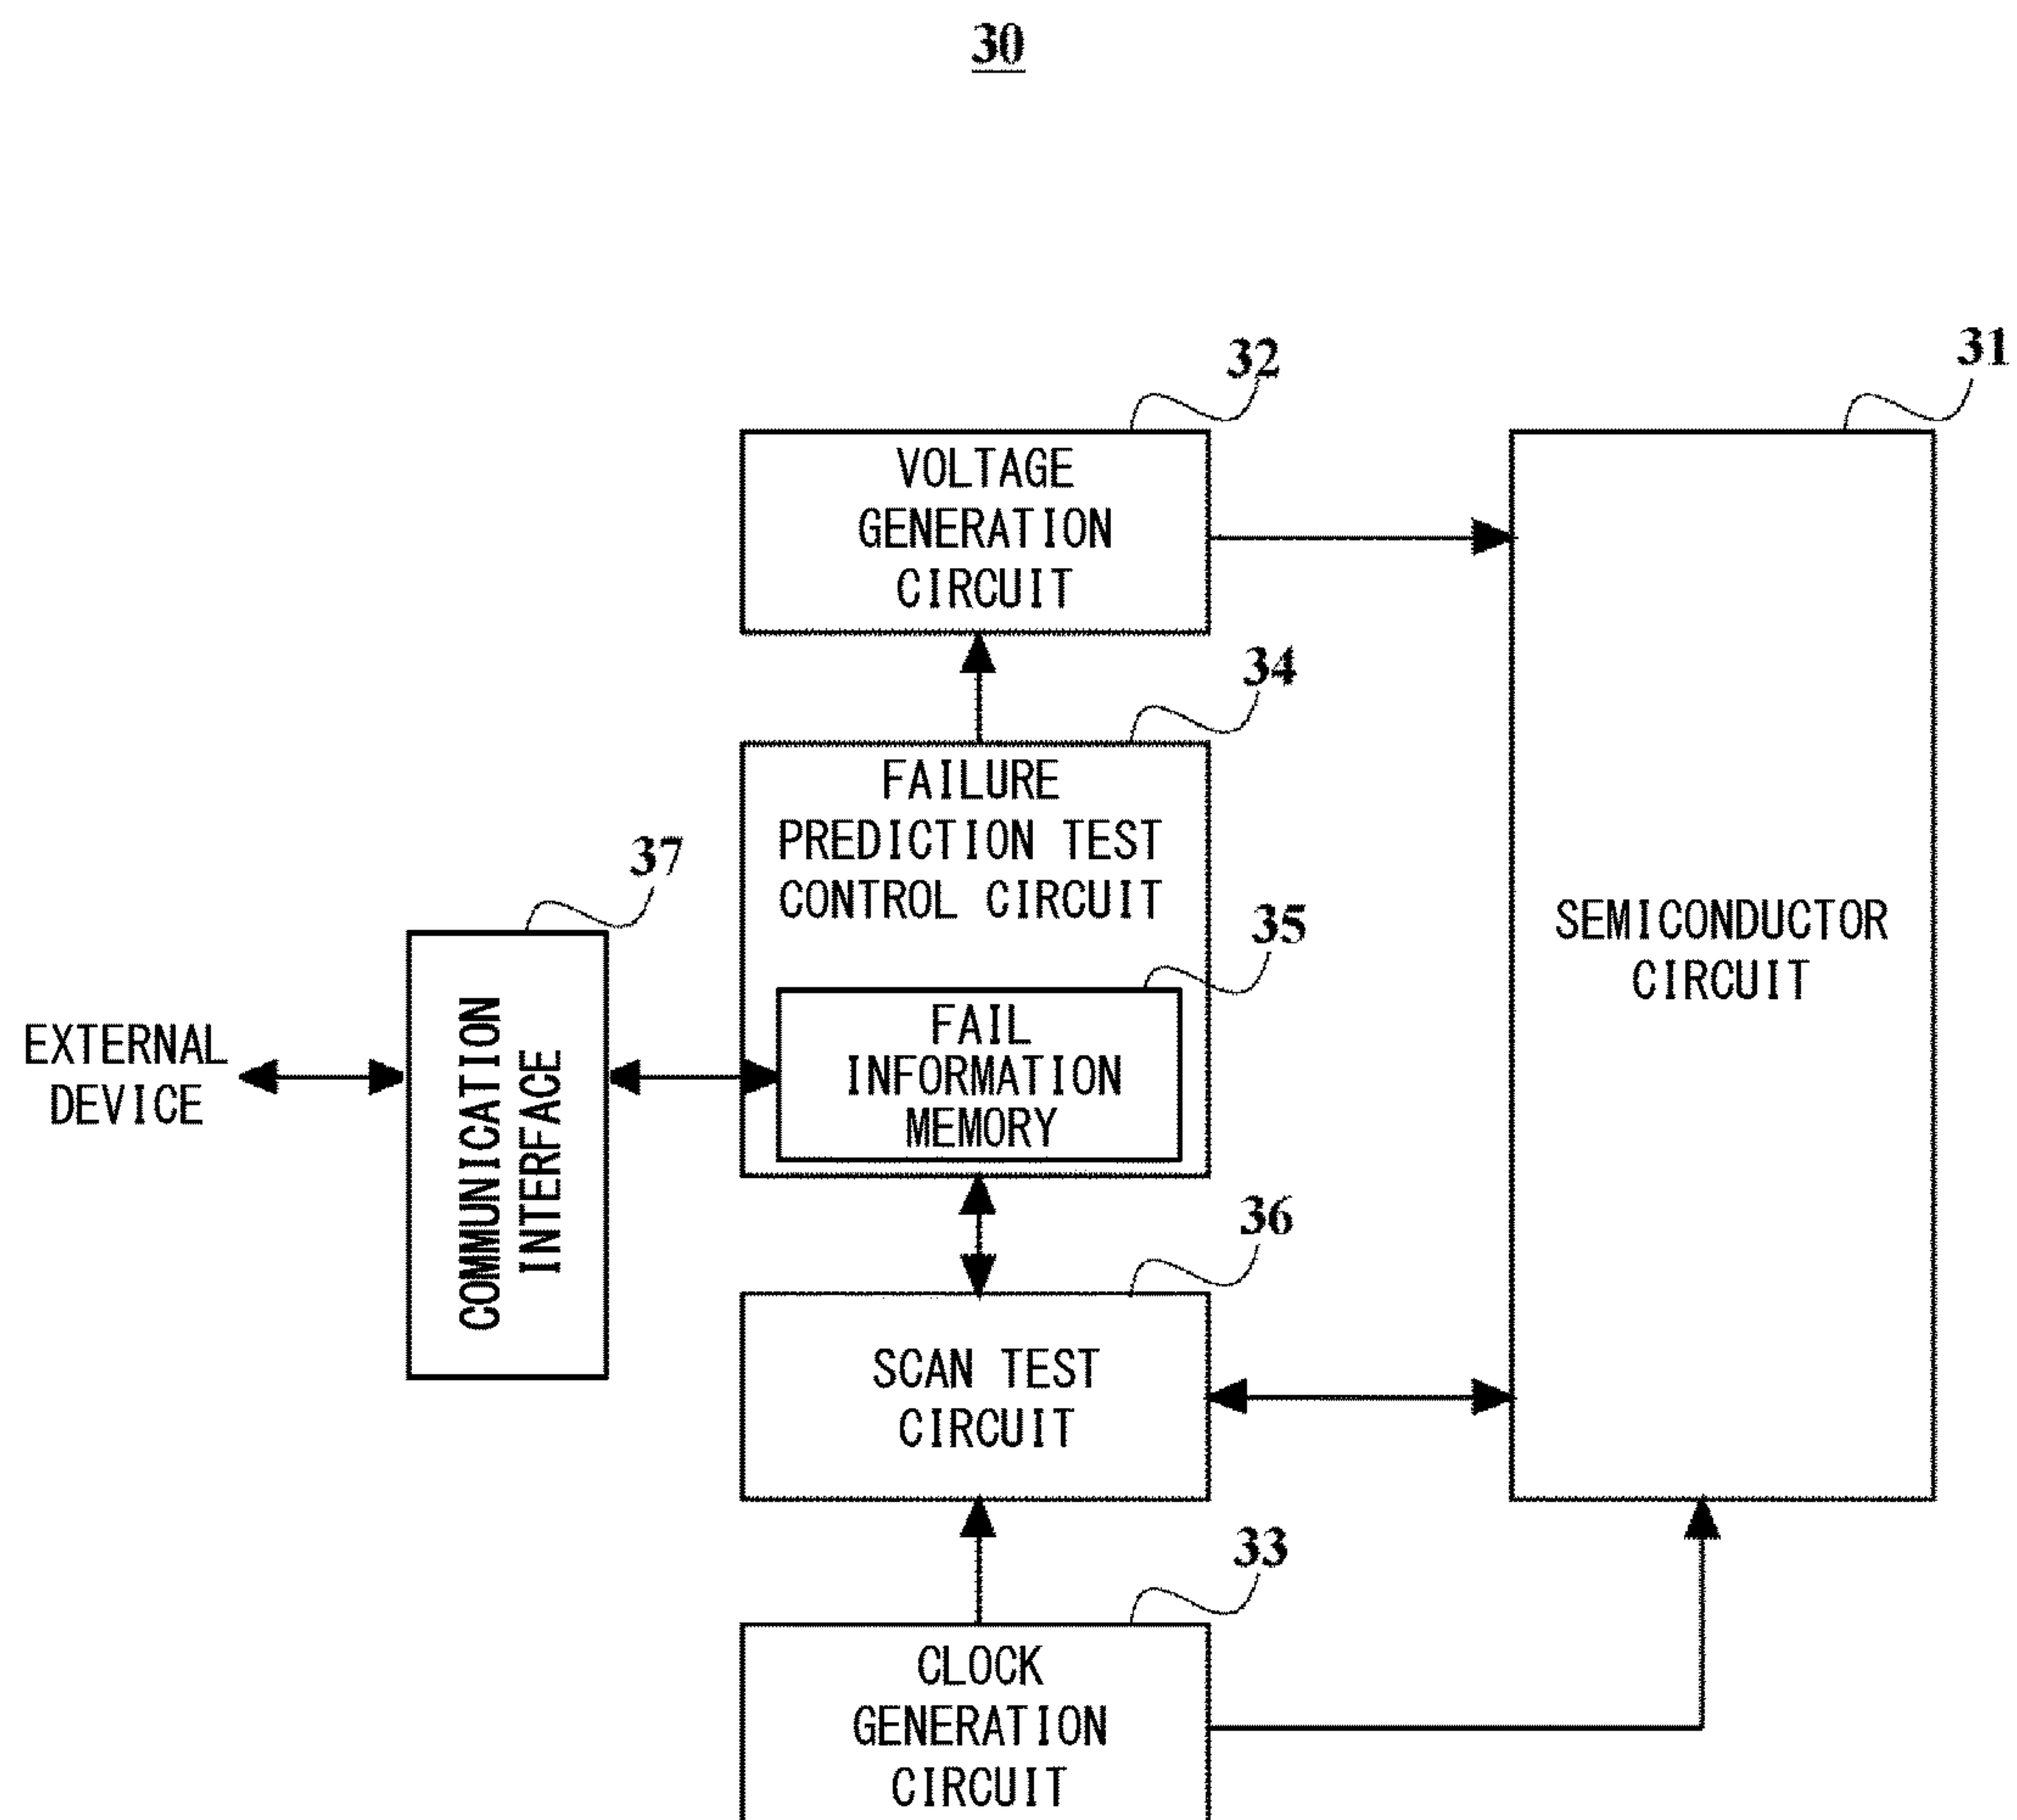 30
32
31
VOLTAGE
GENERATION
CIRCUIT
34
FAILURE
PREDICTION TEST
CONTROL CIRCUIT
37
35
SEMICONDUCTOR
CIRCUIT
FAIL
INFORMATION
MEMORY
EXTERNAL
DEVICE
COMMUNICATION
INTERFACE
36
SCAN TEST
CIRCUIT
33
CLOCK
GENERATION
CIRCUIT